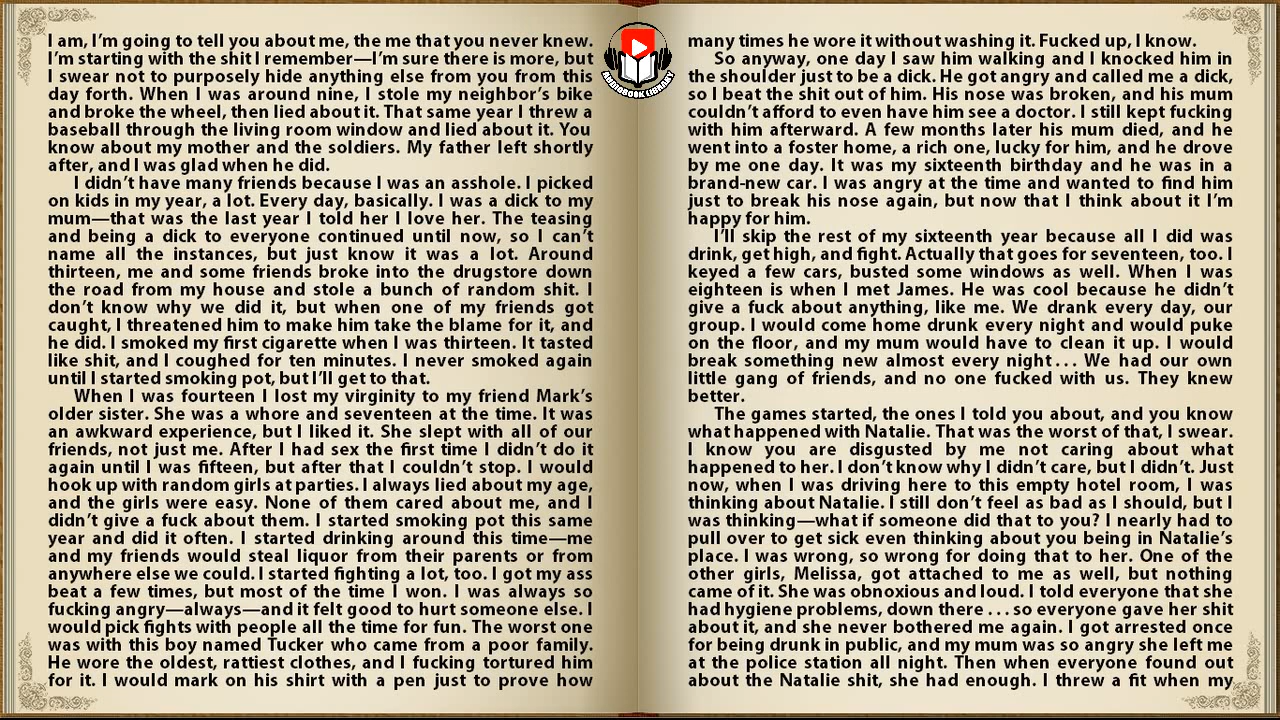 I am, I’m going to tell you about me, the me that you never knew.
I’m starting with the shit I remember—I’m sure there is more, but
I swear not to purposely hide anything else from you from this
day forth. When I was around nine, I stole my neighbor’s bike
and broke the wheel, then lied about it. That same year I threw a
baseball through the living room window and lied about it. You
know about my mother and the soldiers. My father left shortly
after, and I was glad when he did.
I didn’t have many friends because I was an asshole. I picked
on kids in my year, a lot. Every day, basically. I was a dick to my
mum—that was the last year I told her I love her. The teasing
and being a dick to everyone continued until now, so I can’t
name all the instances, but just know it was a lot. Around
thirteen, me and some friends broke into the drugstore down
the road from my house and stole a bunch of random shit. I
don’t know why we did it, but when one of my friends got
caught, I threatened him to make him take the blame for it, and
he did. I smoked my first cigarette when I was thirteen. It tasted
like shit, and I coughed for ten minutes. I never smoked again
until I started smoking pot, but I’ll get to that.
When I was fourteen I lost my virginity to my friend Mark’s
older sister. She was a whore and seventeen at the time. It was
an awkward experience, but I liked it. She slept with all of our
friends, not just me. After I had sex the first time I didn’t do it
again until I was fifteen, but after that I couldn’t stop. I would
hook up with random girls at parties. I always lied about my age,
and the girls were easy. None of them cared about me, and I
didn’t give a fuck about them. I started smoking pot this same
year and did it often. I started drinking around this time—me
and my friends would steal liquor from their parents or from
anywhere else we could. I started fighting a lot, too. I got my ass
beat a few times, but most of the time I won. I was always so
fucking angry—always—and it felt good to hurt someone else. I
would pick fights with people all the time for fun. The worst one
was with this boy named Tucker who came from a poor family.
He wore the oldest, rattiest clothes, and I fucking tortured him
for it. I would mark on his shirt with a pen just to prove how
AUDIOBOOK LIBRARY
many times he wore it without washing it. Fucked up, I know.
So anyway, one day I saw him walking and I knocked him in
the shoulder just to be a dick. He got angry and called me a dick,
so I beat the shit out of him. His nose was broken, and his mum
couldn’t afford to even have him see a doctor. I still kept fucking
with him afterward. A few months later his mum died, and he
went into a foster home, a rich one, lucky for him, and he drove
by me one day. It was my sixteenth birthday and he was in a
brand-new car. I was angry at the time and wanted to find him
just to break his nose again, but now that I think about it I’m
happy for him.
I’ll skip the rest of my sixteenth year because all I did was
drink, get high, and fight. Actually that goes for seventeen, too. I
keyed a few cars, busted some windows as well. When I was
eighteen is when I met James. He was cool because he didn’t
give a fuck about anything, like me. We drank every day, our
group. I would come home drunk every night and would puke
on the floor, and my mum would have to clean it up. I would
break something new almost every night . . . We had our own
little gang of friends, and no one fucked with us. They knew
better.
The games started, the ones I told you about, and you know
what happened with Natalie. That was the worst of that, I swear.
I know you are disgusted by me not caring about what
happened to her. I don’t know why I didn’t care, but I didn’t. Just
now, when I was driving here to this empty hotel room, I was
thinking about Natalie. I still don’t feel as bad as I should, but I
was thinking—what if someone did that to you? I nearly had to
pull over to get sick even thinking about you being in Natalie’s
place. I was wrong, so wrong for doing that to her. One of the
other girls, Melissa, got attached to me as well, but nothing
came of it. She was obnoxious and loud. I told everyone that she
had hygiene problems, down there . . . so everyone gave her shit
about it, and she never bothered me again. I got arrested once
for being drunk in public, and my mum was so angry she left me
at the police station all night. Then when everyone found out
about the Natalie shit, she had enough. I threw a fit when my